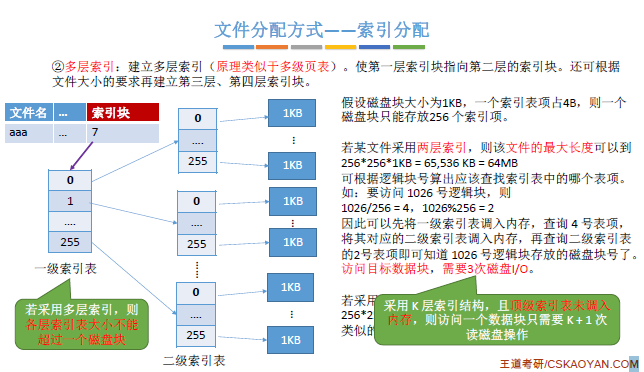 文件分配方式——索引分配
②多层索引：建立多层索引（原理类似于多级页表）。使第一层索引块指向第二层的索引块。还可根据
文件大小的要求再建立第三层、第四层索引块。
文件名 ... 索引块
aaa ... 7
0
1
....
255
一级索引表
0
....
255
0
....
255
......
0
....
255
二级索引表
1KB
...
1KB
1KB
...
1KB
1KB
...
1KB
假设磁盘块大小为1KB，一个索引表项占4B，则一个
磁盘块只能存放256 个索引项。
若某文件采用两层索引，则该文件的最大长度可以到
256*256*1KB = 65,536 KB = 64MB
可根据逻辑块号算出应该查找索引表中的哪个表项。
如：要访问 1026 号逻辑块，则
1026/256 = 4，1026%256 = 2
因此可以先将一级索引表调入内存，查询 4 号表项，
将其对应的二级索引表调入内存，再查询二级索引表
的2号表项即可知道 1026 号逻辑块存放的磁盘块号了。
访问目标数据块，需要3次磁盘I/O。
若采
256*2
类似的
若采用多层索引，则
各层索引表大小不能
超过一个磁盘块
采用 K 层索引结构，且顶级索引表未调入
内存，则访问一个数据块只需要 K + 1 次
读磁盘操作
王道考研/CSKAOYAN.COM